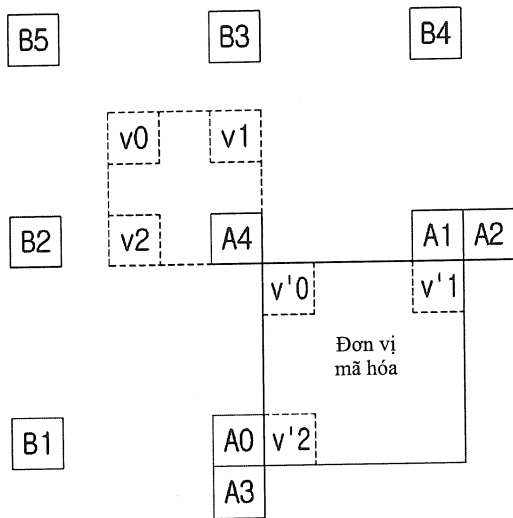 B5 B3 B4
v0 v1
B2 v2 A4 A1 A2
v'0 v'1
Đơn vị
mã hóa
B1 A0 v'2
A3